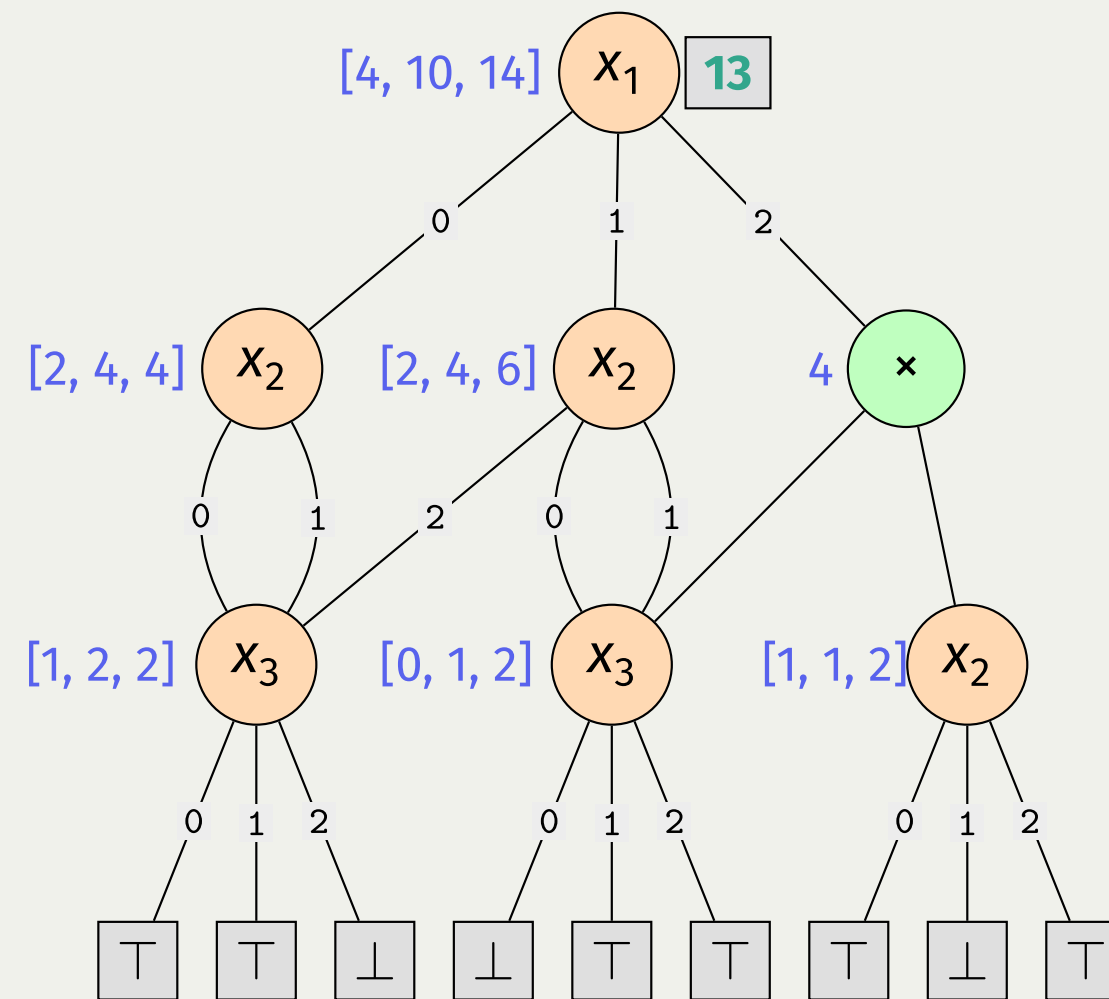 [4, 10, 14] x₁ 13
0 1 2
[2, 4, 4] x₂ [2, 4, 6] x₂ 4 ×
0 1 2 0 1
[1, 2, 2] x₃ [0, 1, 2] x₃ [1, 1, 2] x₂
0 1 2 0 1 2 0 1 2
⊤ ⊤ ⊥ ⊥ ⊤ ⊤ ⊤ ⊥ ⊤